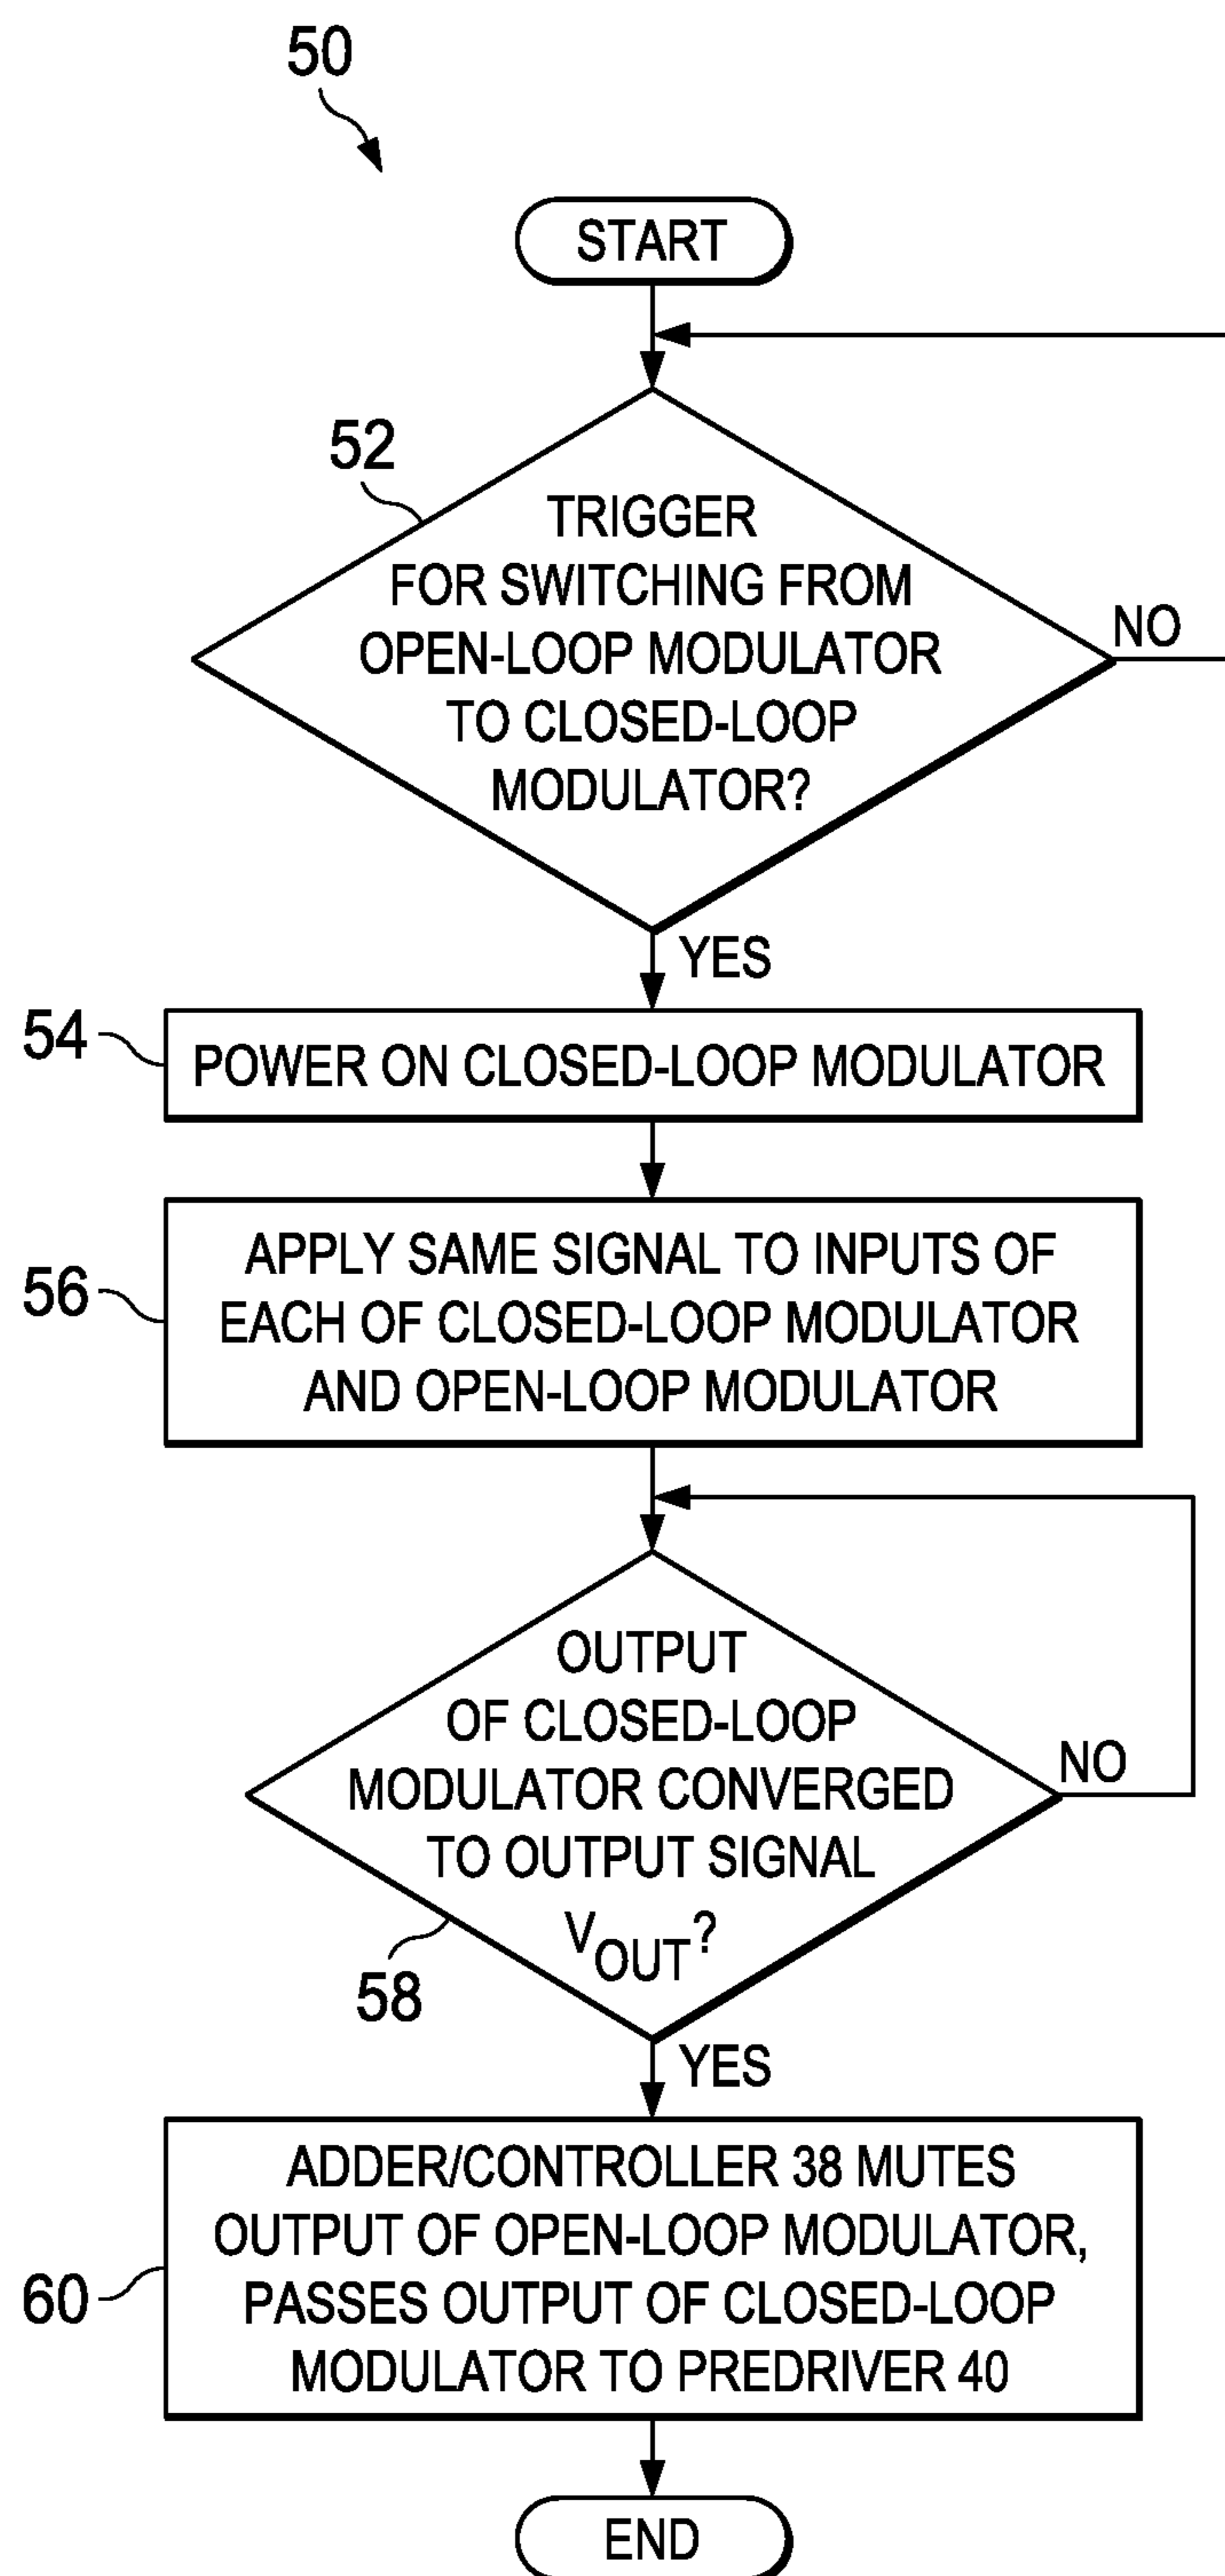 50
START
52
TRIGGER
FOR SWITCHING FROM
OPEN-LOOP MODULATOR
TO CLOSED-LOOP
MODULATOR?
NO
YES
54
POWER ON CLOSED-LOOP MODULATOR
56
APPLY SAME SIGNAL TO INPUTS OF
EACH OF CLOSED-LOOP MODULATOR
AND OPEN-LOOP MODULATOR
OUTPUT
OF CLOSED-LOOP
MODULATOR CONVERGED
TO OUTPUT SIGNAL
VOUT?
NO
58
YES
60
ADDER/CONTROLLER 38 MUTES
OUTPUT OF OPEN-LOOP MODULATOR,
PASSES OUTPUT OF CLOSED-LOOP
MODULATOR TO PREDRIVER 40
END